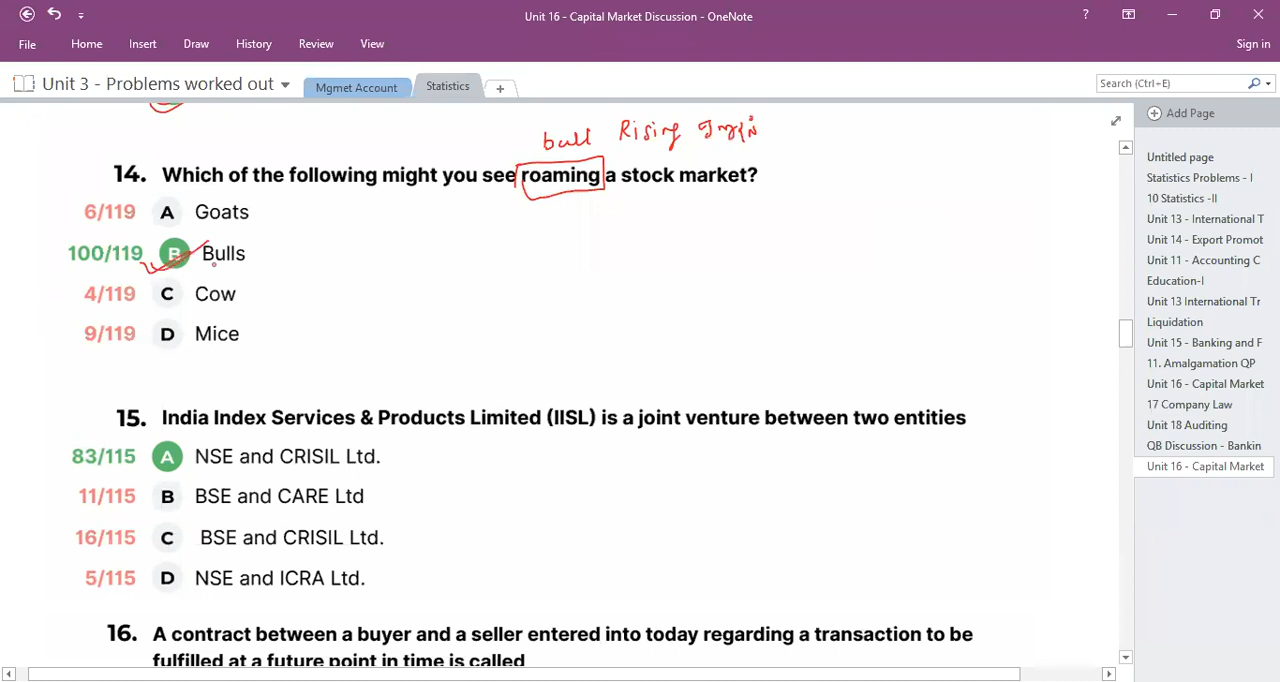 Unit 16 - Capital Market Discussion - OneNote
File Home Insert Draw History Review View Sign in
Unit 3 - Problems worked out Mgmet Account Statistics + Search (Ctrl+E)
Add Page
bull Rising
14. Which of the following might you see roaming a stock market?
6/119 A Goats
100/119 B Bulls
4/119 C Cow
9/119 D Mice
15. India Index Services & Products Limited (IISL) is a joint venture between two entities
83/115 A NSE and CRISIL Ltd.
11/115 B BSE and CARE Ltd
16/115 C BSE and CRISIL Ltd.
5/115 D NSE and ICRA Ltd.
16. A contract between a buyer and a seller entered into today regarding a transaction to be
fulfilled at a future point in time is called
Untitled page
Statistics Problems - I
10 Statistics -II
Unit 13 - International T
Unit 14 - Export Promot
Unit 11 - Accounting C
Education-I
Unit 13 International Tr
Liquidation
Unit 15 - Banking and F
11. Amalgamation QP
Unit 16 - Capital Market
17 Company Law
Unit 18 Auditing
QB Discussion - Bankin
Unit 16 - Capital Market